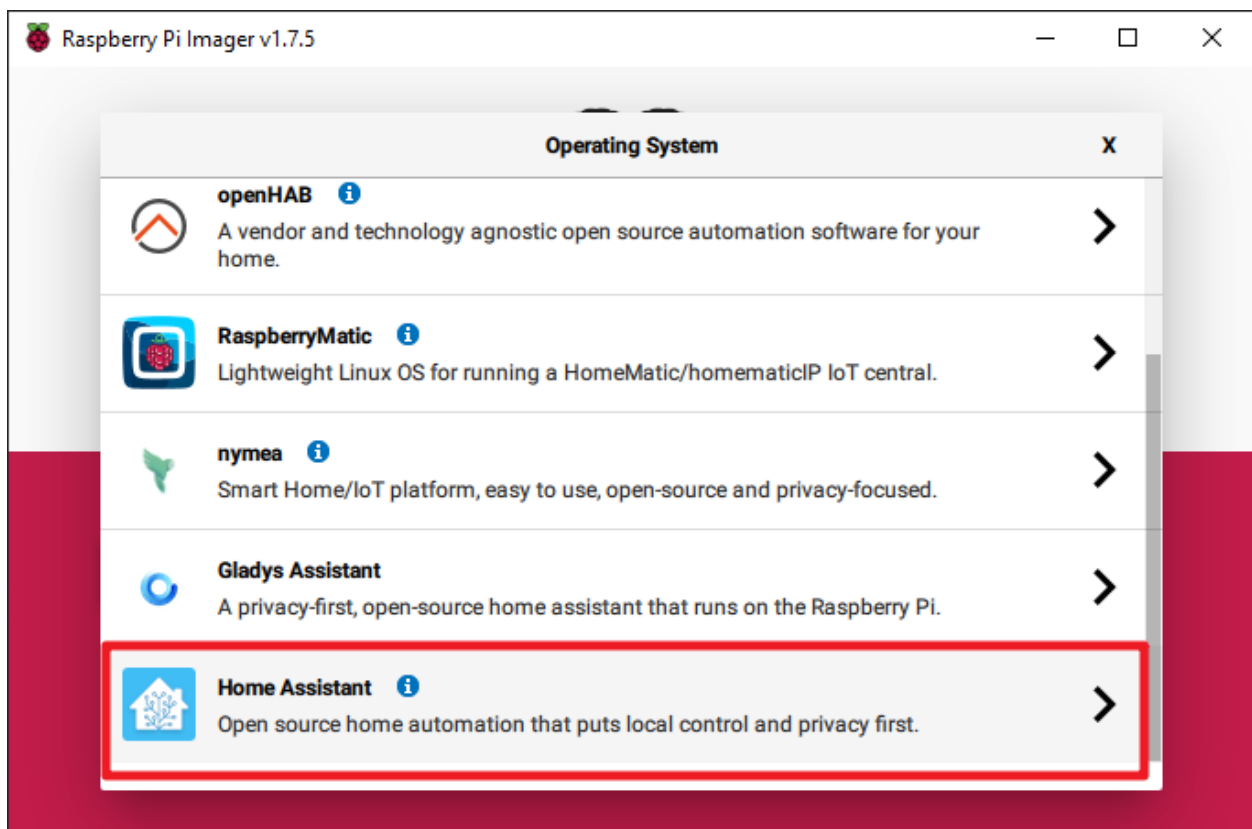 Raspberry Pi Imager v1.7.5
Operating System
X
openHAB
A vendor and technology agnostic open source automation software for your
home.
RaspberryMatic
Lightweight Linux OS for running a HomeMatic/homematicIP IoT central.
nymea
Smart Home/IoT platform, easy to use, open-source and privacy-focused.
Gladys Assistant
A privacy-first, open-source home assistant that runs on the Raspberry Pi.
Home Assistant
Open source home automation that puts local control and privacy first.